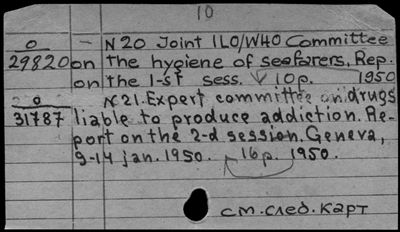 10
0 — N20 Joint ILO/WHO Committee
29820 on the hygiene of seafarers, Rep.
on the 1-st sess. 10p. 1950
0 N21. Expert committee on drugs
31787 liable to produce addiction. Re-
port on the 2-d session. Geneva,
9-14 jan. 1950. 16p. 1950.
см. след. карт